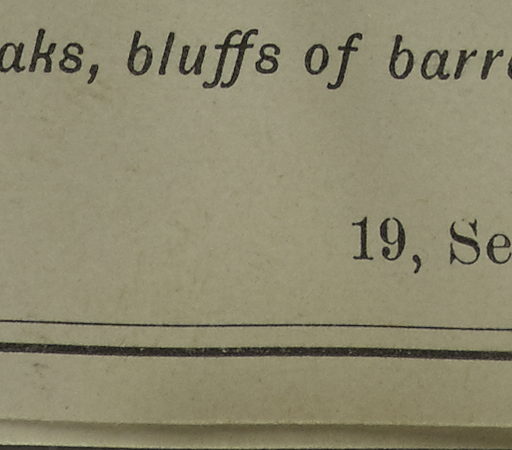 aks, bluffs of barr
19, Se